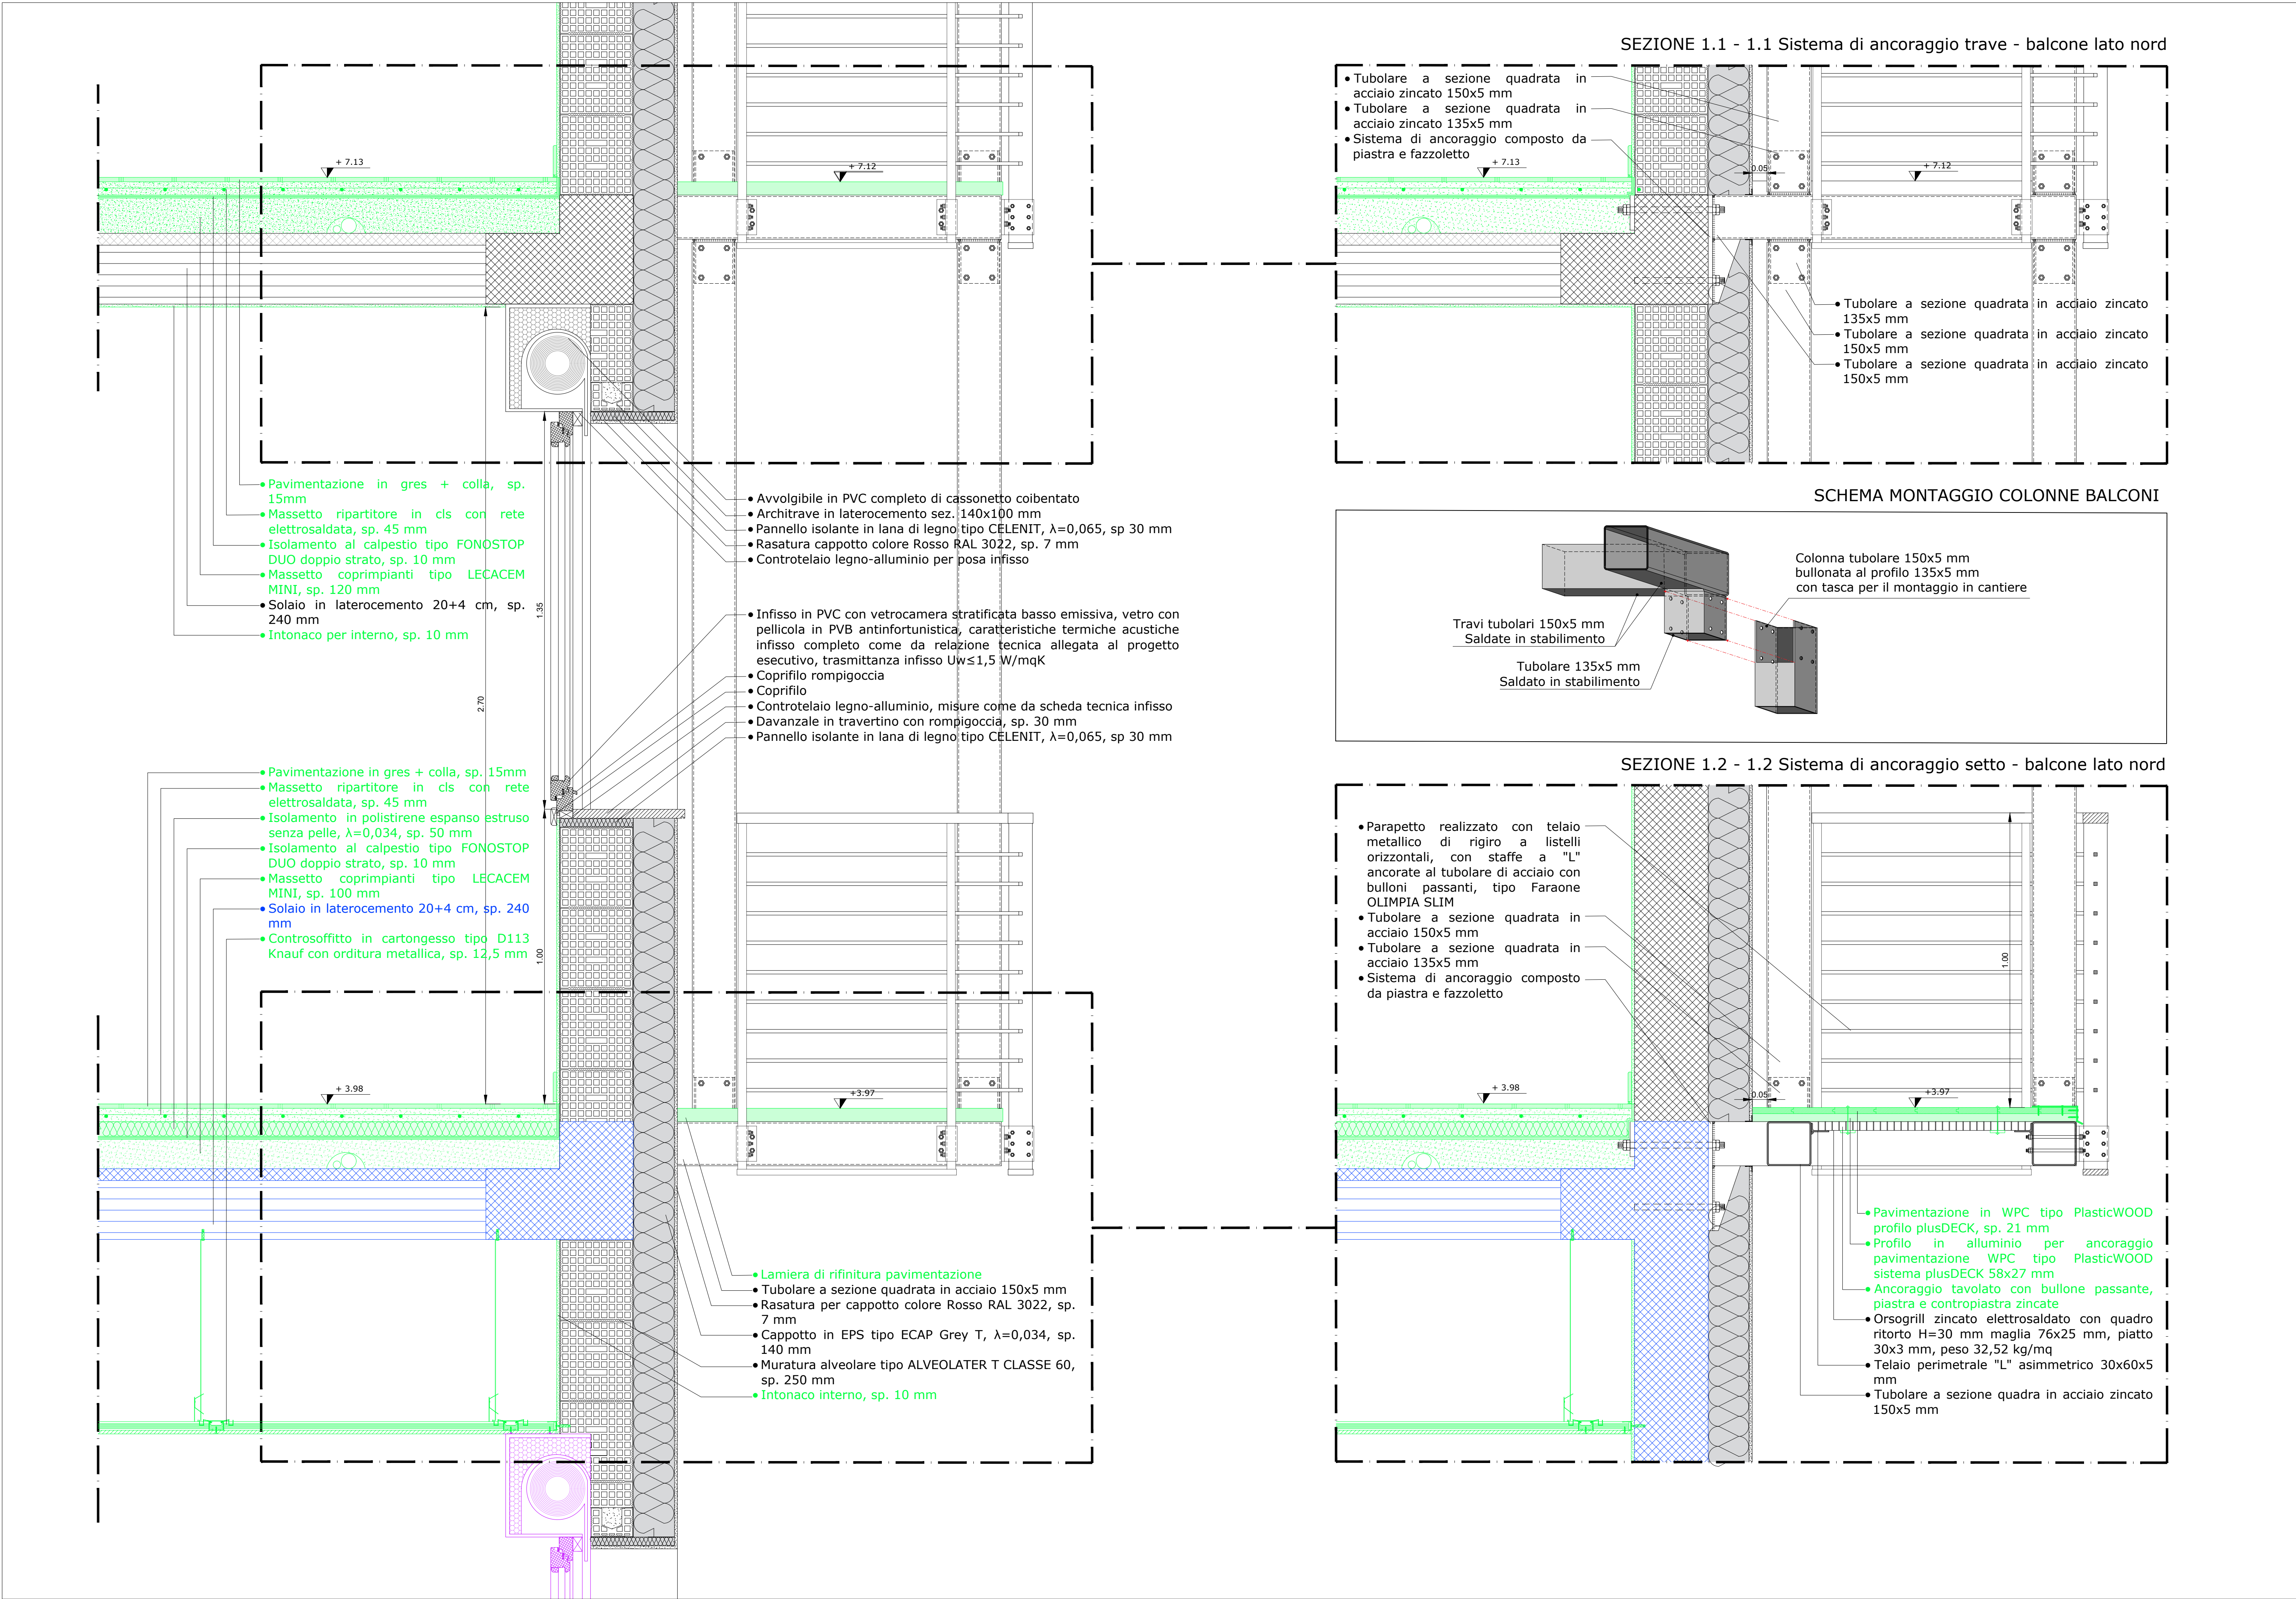 + 7.13
+ 7.12
Pavimentazione in gres + colla, sp.
15mm
Massetto ripartitore in cls con rete
elettrosaldata, sp. 45 mm
Isolamento al calpestio tipo FONOSTOP
DUO doppio strato, sp. 10 mm
Massetto coprimpianti tipo LECACEM
MINI, sp. 120 mm
Solaio in laterocemento 20+4 cm, sp.
240 mm
Intonaco per interno, sp. 10 mm
1.35
2.70
Avvolgibile in PVC completo di cassonetto coibentato
Architrave in laterocemento sez. 140x100 mm
Pannello isolante in lana di legno tipo CELENIT, λ=0,065, sp 30 mm
Rasatura cappotto colore Rosso RAL 3022, sp. 7 mm
Controtelaio legno-alluminio per posa infisso
Infisso in PVC con vetrocamera stratificata basso emissiva, vetro con
pellicola in PVB antinfortunistica, caratteristiche termiche acustiche
infisso completo come da relazione tecnica allegata al progetto
esecutivo, trasmittanza infisso Uw≤1,5 W/mqK
Coprifilo rompigoccia
Coprifilo
Controtelaio legno-alluminio, misure come da scheda tecnica infisso
Davanzale in travertino con rompigoccia, sp. 30 mm
Pannello isolante in lana di legno tipo CELENIT, λ=0,065, sp 30 mm
Pavimentazione in gres + colla, sp. 15mm
Massetto ripartitore in cls con rete
elettrosaldata, sp. 45 mm
Isolamento in polistirene espanso estruso
senza pelle, λ=0,034, sp. 50 mm
Isolamento al calpestio tipo FONOSTOP
DUO doppio strato, sp. 10 mm
Massetto coprimpianti tipo LECACEM
MINI, sp. 100 mm
Solaio in laterocemento 20+4 cm, sp. 240
mm
Controsoffitto in cartongesso tipo D113
Knauf con orditura metallica, sp. 12,5 mm
1.00
+ 3.98
+3.97
Lamiera di rifinitura pavimentazione
Tubolare a sezione quadrata in acciaio 150x5 mm
Rasatura per cappotto colore Rosso RAL 3022, sp.
7 mm
Cappotto in EPS tipo ECAP Grey T, λ=0,034, sp.
140 mm
Muratura alveolare tipo ALVEOLATER T CLASSE 60,
sp. 250 mm
Intonaco interno, sp. 10 mm
SEZIONE 1.1 - 1.1 Sistema di ancoraggio trave - balcone lato nord
Tubolare a sezione quadrata in
acciaio zincato 150x5 mm
Tubolare a sezione quadrata in
acciaio zincato 135x5 mm
Sistema di ancoraggio composto da
piastra e fazzoletto
+ 7.13
0.05
+ 7.12
Tubolare a sezione quadrata in acciaio zincato
135x5 mm
Tubolare a sezione quadrata in acciaio zincato
150x5 mm
Tubolare a sezione quadrata in acciaio zincato
150x5 mm
SCHEMA MONTAGGIO COLONNE BALCONI
Colonna tubolare 150x5 mm
bullonata al profilo 135x5 mm
con tasca per il montaggio in cantiere
Travi tubolari 150x5 mm
Saldate in stabilimento
Tubolare 135x5 mm
Saldato in stabilimento
SEZIONE 1.2 - 1.2 Sistema di ancoraggio setto - balcone lato nord
Parapetto realizzato con telaio
metallico di rigiro a listelli
orizzontali, con staffe a "L"
ancorate al tubolare di acciaio con
bulloni passanti, tipo Faraone
OLIMPIA SLIM
Tubolare a sezione quadrata in
acciaio 150x5 mm
Tubolare a sezione quadrata in
acciaio 135x5 mm
Sistema di ancoraggio composto
da piastra e fazzoletto
1.00
+ 3.98
0.05
+3.97
Pavimentazione in WPC tipo PlasticWOOD
profilo plusDECK, sp. 21 mm
Profilo in alluminio per ancoraggio
pavimentazione WPC tipo PlasticWOOD
sistema plusDECK 58x27 mm
Ancoraggio tavolato con bullone passante,
piastra e contropiastra zincate
Orsogrill zincato elettrosaldato con quadro
ritorto H=30 mm maglia 76x25 mm, piatto
30x3 mm, peso 32,52 kg/mq
Telaio perimetrale "L" asimmetrico 30x60x5
mm
Tubolare a sezione quadra in acciaio zincato
150x5 mm